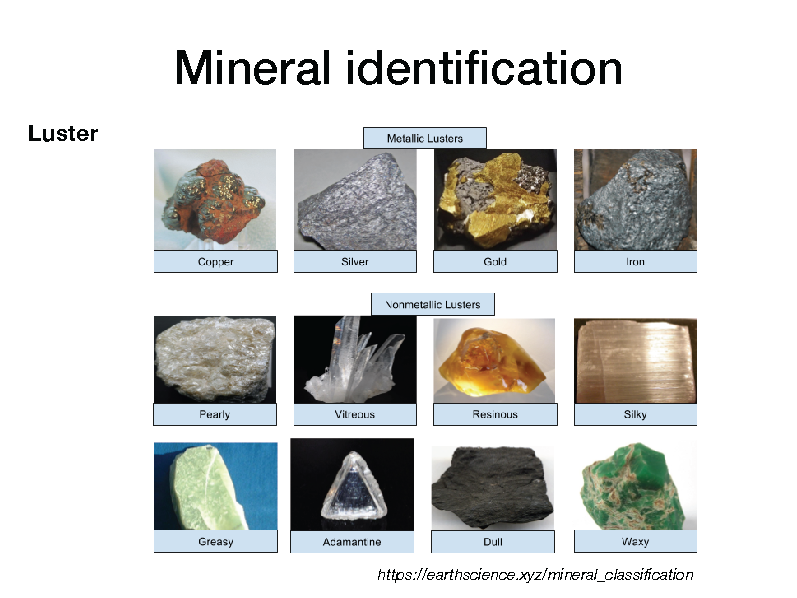 Mineral identification
Luster
Metallic Lusters
Copper
Silver
Gold
Iron
Nonmetallic Lusters
Pearly
Vitreous
Resinous
Silky
Greasy
Adamantine
Dull
Waxy
https://earthscience.xyz/mineral_classification